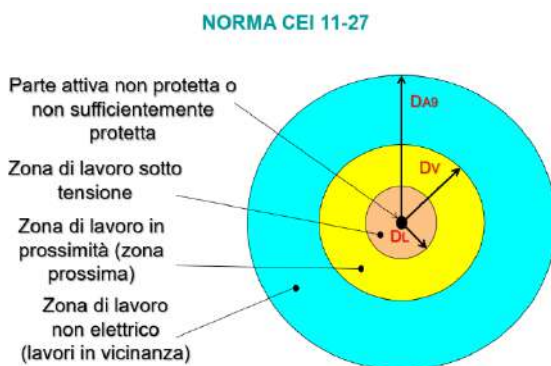 NORMA CEI 11-27
Parte attiva non protetta o
non sufficientemente
protetta
Zona di lavoro sotto
tensione
Zona di lavoro in
prossimità (zona
prossima)
Zona di lavoro
non elettrico
(lavori in vicinanza)
DA9
DV
DL